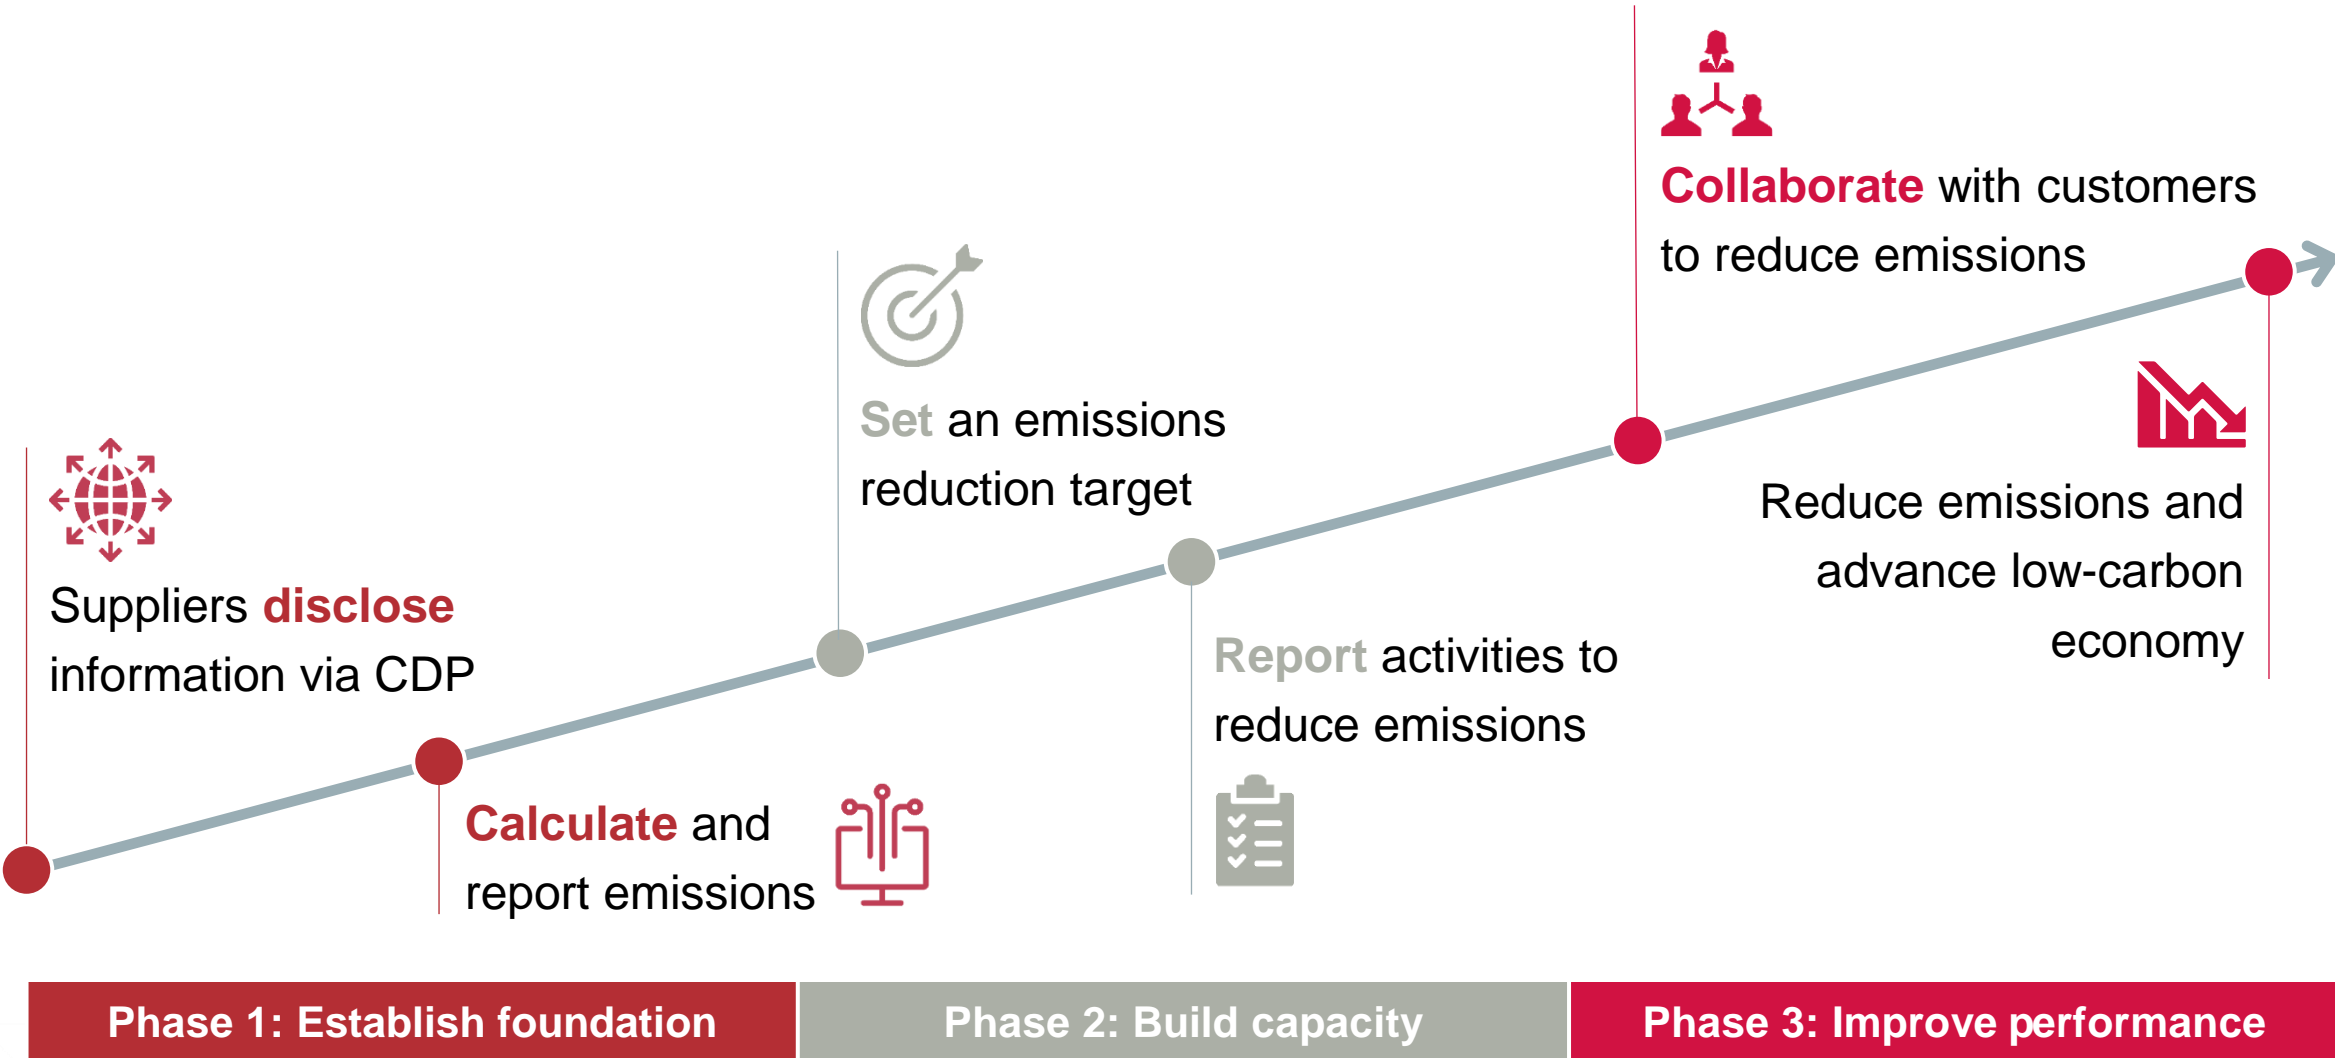 Suppliers disclose
information via CDP
Calculate and
report emissions
Set an emissions
reduction target
Report activities to
reduce emissions
Collaborate with customers
to reduce emissions
Reduce emissions and
advance low-carbon
economy
Phase 1: Establish foundation
Phase 2: Build capacity
Phase 3: Improve performance